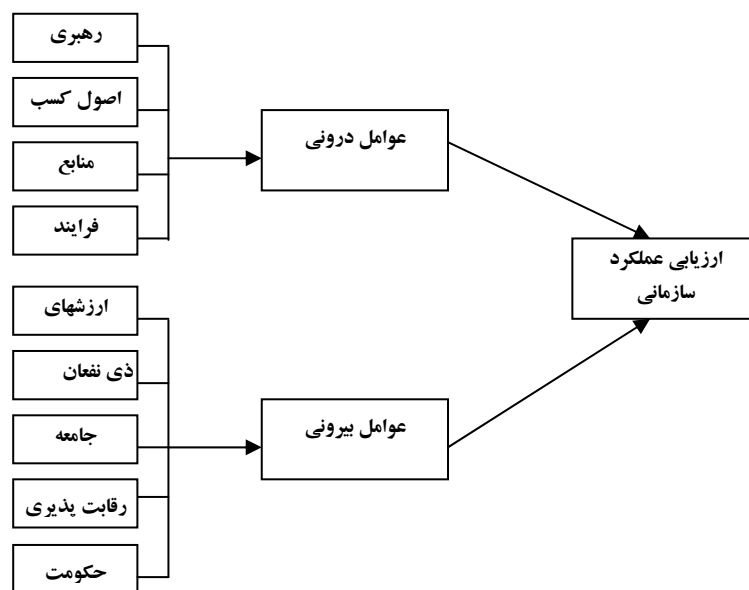 رهبری
اصول کسب
منابع
فرایند
عوامل درونی
ارزیابی عملکرد
سازمانی
ارزشهای
ذی نفعان
جامعه
رقابت پذیری
حکومت
عوامل بیرونی